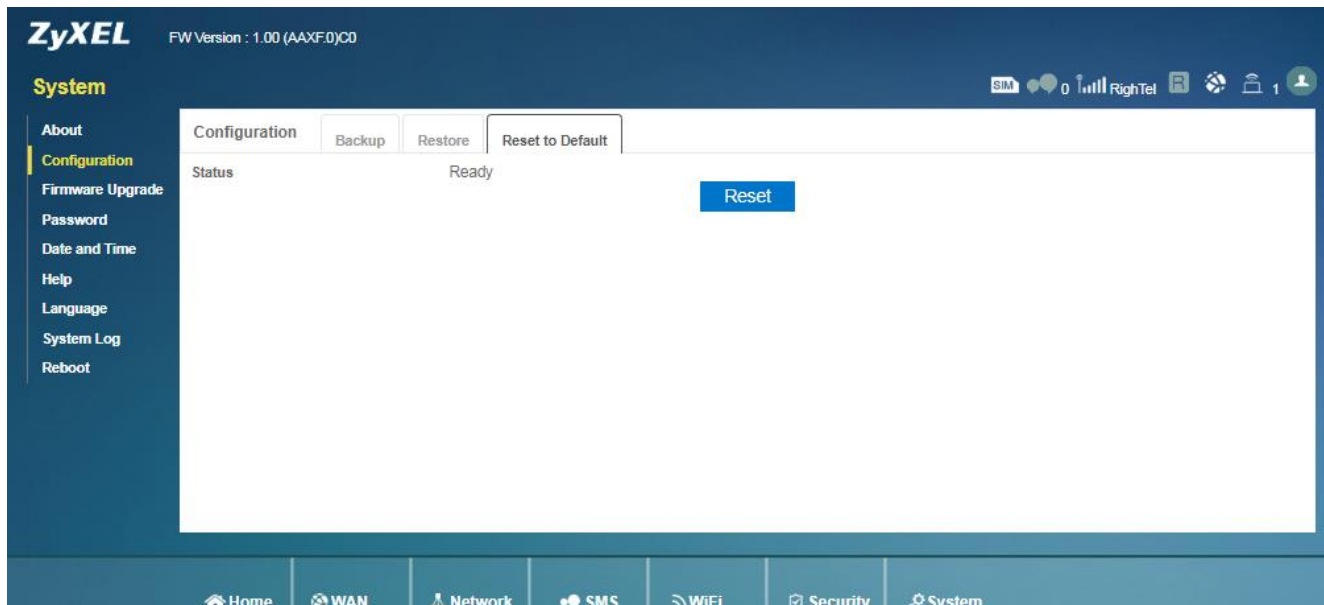 ZyXEL FW Version : 1.00 (AAXF.0)C0
System
SIM 0 RighTel R 1
About
Configuration
Firmware Upgrade
Password
Date and Time
Help
Language
System Log
Reboot
Configuration Backup Restore Reset to Default
Status Ready
Reset
Home WAN Network SMS WiFi Security System